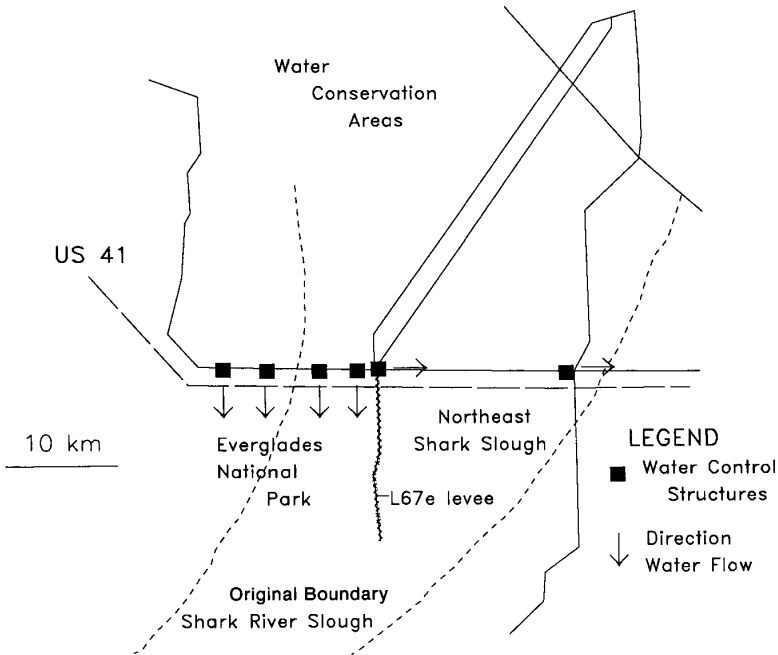 Water
Conservation
Areas
US 41
10 km
Everglades
National
Park
Northeast
Shark Slough
L67e levee
LEGEND
Water Control
Structures
Direction
Water Flow
Original Boundary
Shark River Slough